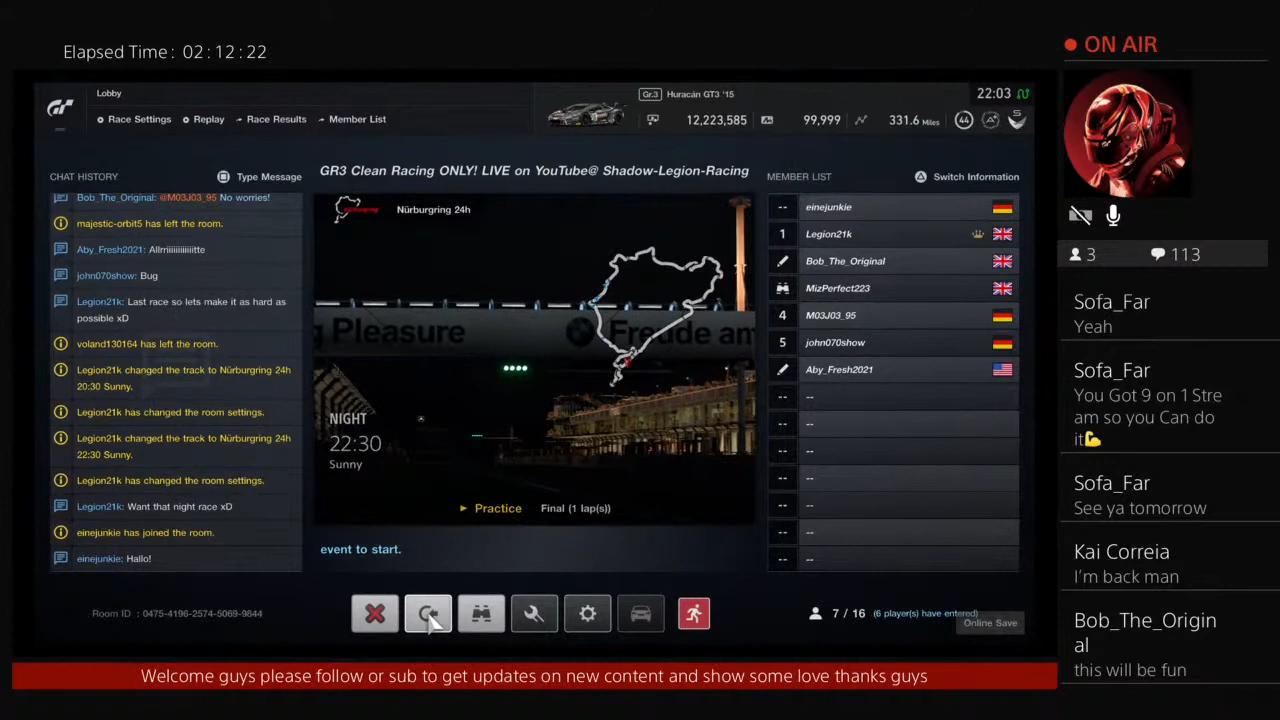 Elapsed Time: 02:12:22
ON AIR
Lobby
Race Settings
Replay
Race Results
Member List
Gr.3 Huracán GT3 '15
22:03
12,223,585
99,999
331.6 Miles
44
CHAT HISTORY
Type Message
GR3 Clean Racing ONLY! LIVE on YouTube@ Shadow-Legion-Racing
MEMBER LIST
Switch Information
Bob_The_Original: @M03J03_95 No worries!
majestic-orbit5 has left the room.
Aby_Fresh2021: Allrriiiiiiiiiiitte
john070show: Bug
Legion21k: Last race so lets make it as hard as
possible xD
voland130164 has left the room.
Legion21k changed the track to Nürburgring 24h
20:30 Sunny.
Legion21k has changed the room settings.
Legion21k changed the track to Nürburgring 24h
22:30 Sunny.
Legion21k has changed the room settings.
Legion21k: Want that night race xD
einejunkie has joined the room.
einejunkie: Hallo!
Nürburgring 24h
g Pleasure
Freude am
NIGHT
22:30
Sunny
Practice
Final (1 lap(s))
event to start.
-- einejunkie
1 Legion21k
Bob_The_Original
MizPerfect223
4 M03J03_95
5 john070show
Aby_Fresh2021
-- --
-- --
-- --
-- --
-- --
-- --
-- --
Room ID : 0475-4196-2574-5069-9844
7 / 16 (6 player(s) have entered)
Online Save
3
113
Sofa_Far
Yeah
Sofa_Far
You Got 9 on 1 Stre
am so you Can do
it💪
Sofa_Far
See ya tomorrow
Kai Correia
I'm back man
Bob_The_Origin
al
this will be fun
Welcome guys please follow or sub to get updates on new content and show some love thanks guys